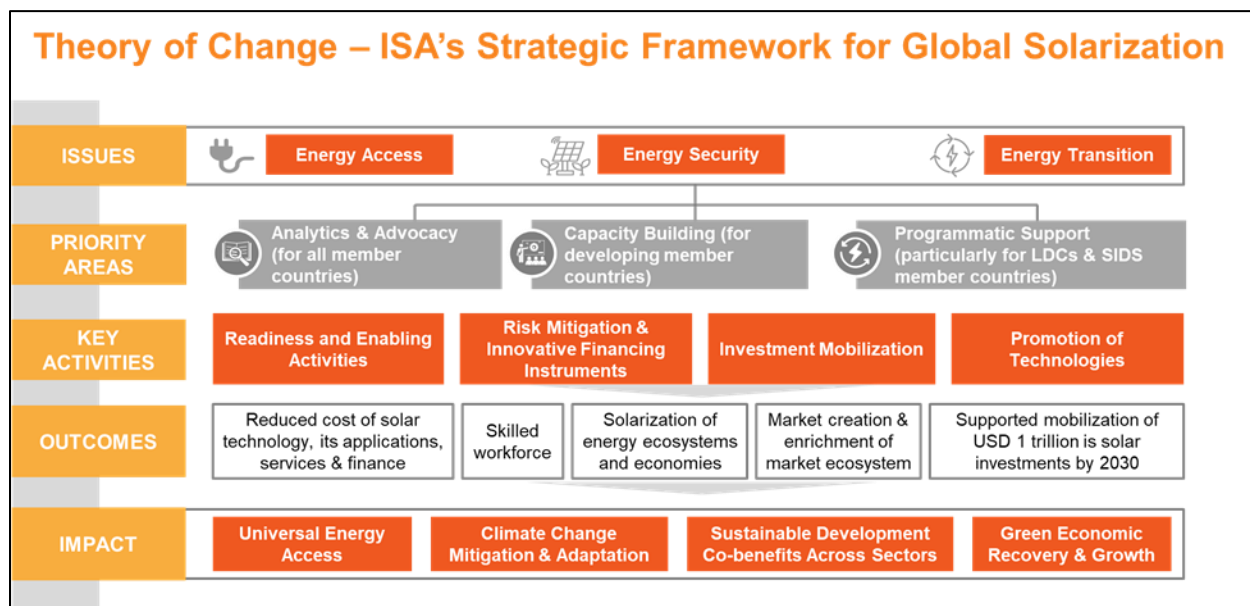 Theory of Change – ISA's Strategic Framework for Global Solarization
ISSUES
Energy Access
Energy Security
Energy Transition
PRIORITY
AREAS
Analytics & Advocacy
(for all member
countries)
Capacity Building (for
developing member
countries)
Programmatic Support
(particularly for LDCs & SIDS
member countries)
KEY
ACTIVITIES
Readiness and Enabling
Activities
Risk Mitigation &
Innovative Financing
Instruments
Investment Mobilization
Promotion of
Technologies
OUTCOMES
Reduced cost of solar
technology, its applications,
services & finance
Skilled
workforce
Solarization of
energy ecosystems
and economies
Market creation &
enrichment of
market ecosystem
Supported mobilization of
USD 1 trillion is solar
investments by 2030
IMPACT
Universal Energy
Access
Climate Change
Mitigation & Adaptation
Sustainable Development
Co-benefits Across Sectors
Green Economic
Recovery & Growth